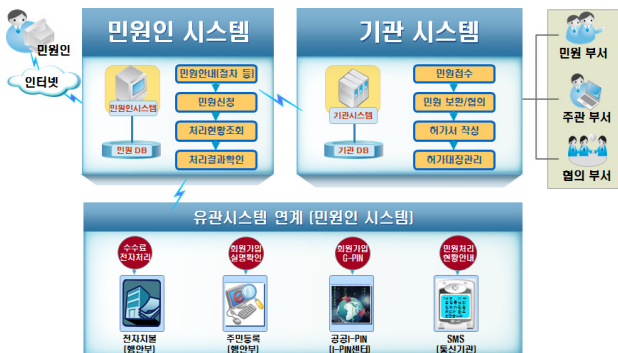 민원인 시스템
기관 시스템
민원인
인터넷
민원인시스템
민원 DB
민원안내(절차 등)
민원신청
처리현황조회
처리결과확인
기관시스템
기관 DB
민원접수
민원 보완/협의
허가서 작성
허가대장관리
민원 부서
주관 부서
협의 부서
유관시스템 연계 (민원인 시스템)
수수료
전자처리
회원가입
실명확인
회원가입
G-PIN
민원처리
현황안내
전자지불
(행안부)
주민등록
(행안부)
공공I-PIN
(I-PIN센터)
SMS
(통신기관)